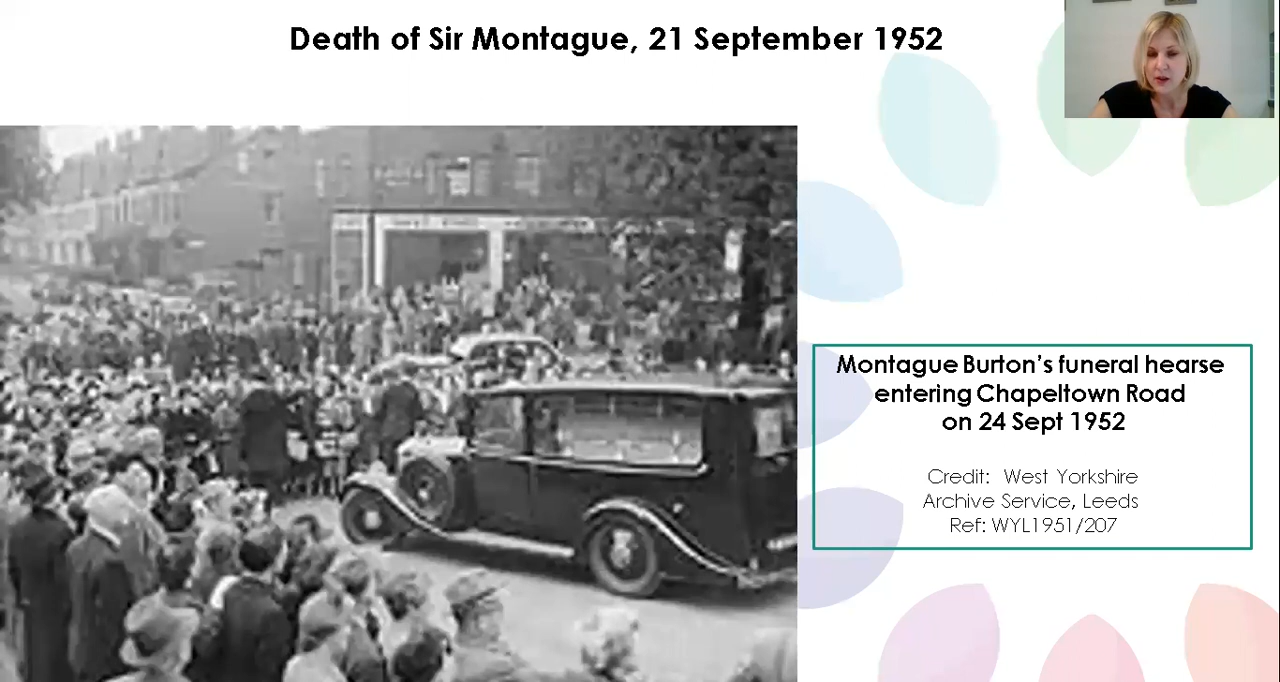 Death of Sir Montague, 21 September 1952
Montague Burton’s funeral hearse
entering Chapeltown Road
on 24 Sept 1952
Credit: West Yorkshire
Archive Service, Leeds
Ref: WYL1951/207